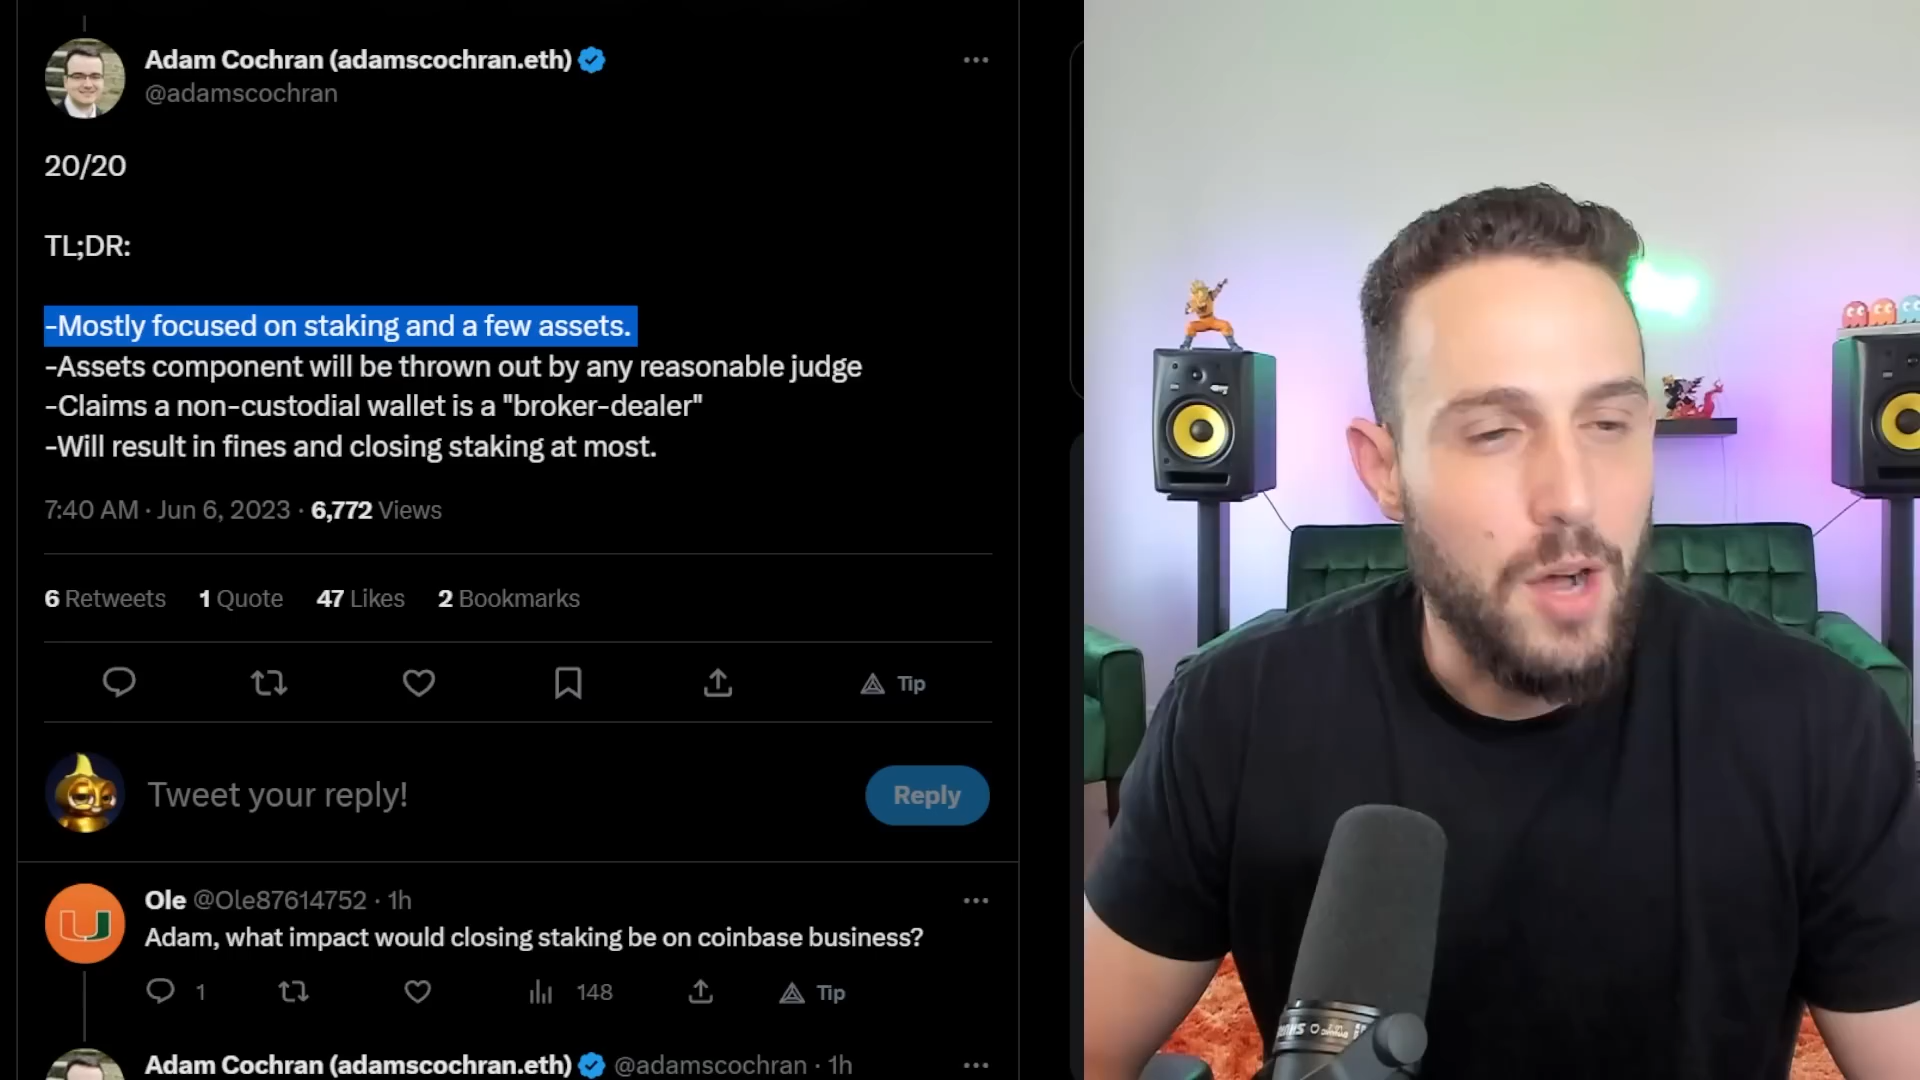 Adam Cochran (adamscochran.eth)
@adamscochran
20/20
TL;DR:
-Mostly focused on staking and a few assets.
-Assets component will be thrown out by any reasonable judge
-Claims a non-custodial wallet is a "broker-dealer"
-Will result in fines and closing staking at most.
7:40 AM · Jun 6, 2023 · 6,772 Views
6 Retweets 1 Quote 47 Likes 2 Bookmarks
Tip
Tweet your reply!
Reply
Ole @Ole87614752 · 1h
Adam, what impact would closing staking be on coinbase business?
1 148 Tip
Adam Cochran (adamscochran.eth) @adamscochran · 1h